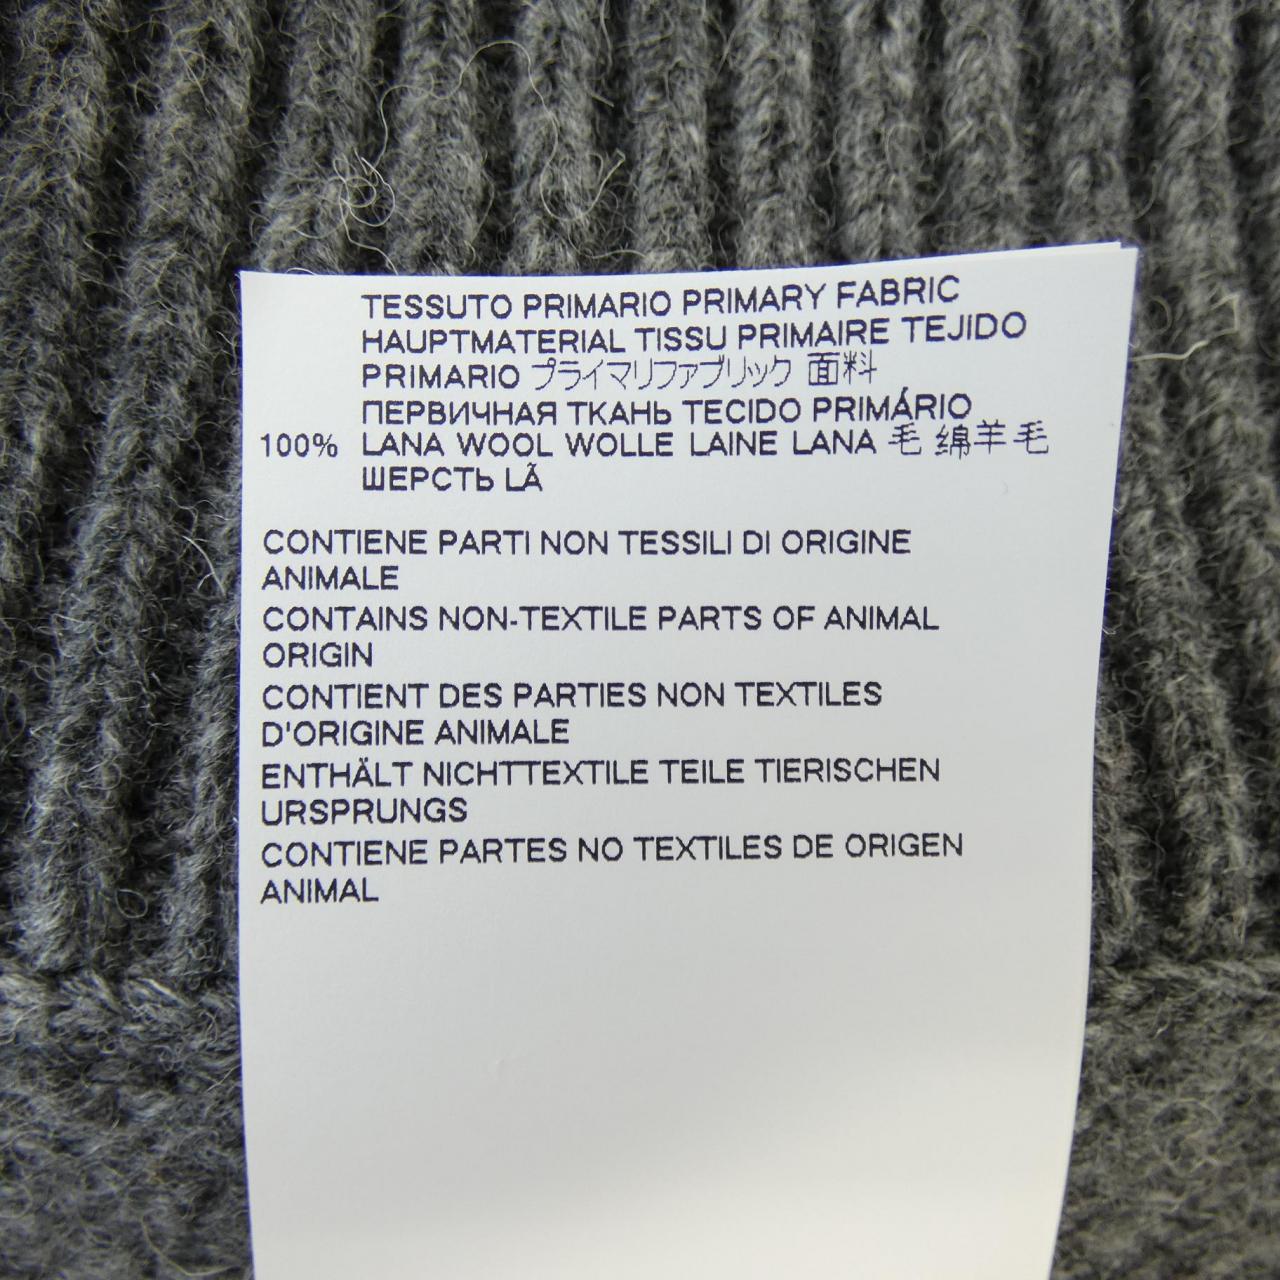 TESSUTO PRIMARIO PRIMARY FABRIC
HAUPTMATERIAL TISSU PRIMAIRE TEJIDO
PRIMARIO プライマリファブリック 面料
ПЕРВИЧНАЯ ТКАНЬ TECIDO PRIMÁRIO
100% LANA WOOL WOLLE LAINE LANA 毛 绵羊毛
ШЕРСТЬ LÃ
CONTIENE PARTI NON TESSILI DI ORIGINE
ANIMALE
CONTAINS NON-TEXTILE PARTS OF ANIMAL
ORIGIN
CONTIENT DES PARTIES NON TEXTILES
D'ORIGINE ANIMALE
ENTHÄLT NICHTTEXTILE TEILE TIERISCHEN
URSPRUNGS
CONTIENE PARTES NO TEXTILES DE ORIGEN
ANIMAL